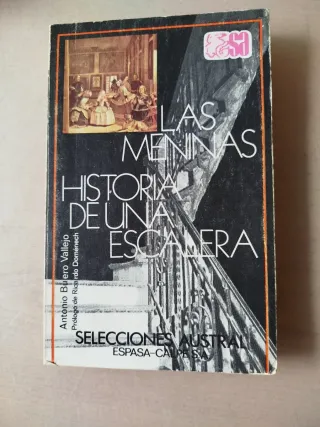 LAS
MENINAS
HISTORIA
DE UNA
ESCALERA
Antonio Buero Vallejo
Prólogo de Ricardo Doménech
SELECCIONES AUSTRAL
ESPASA-CALPE S.A.